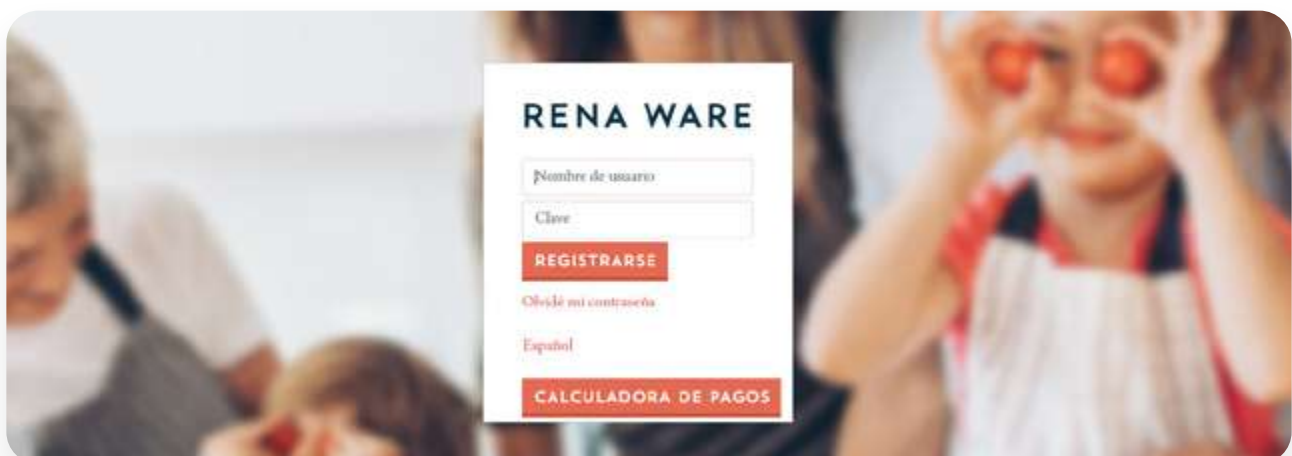 RENA WARE
Nombre de usuario
Clave
REGISTRARSE
Olvidé mi contraseña
Español
CALCULADORA DE PAGOS